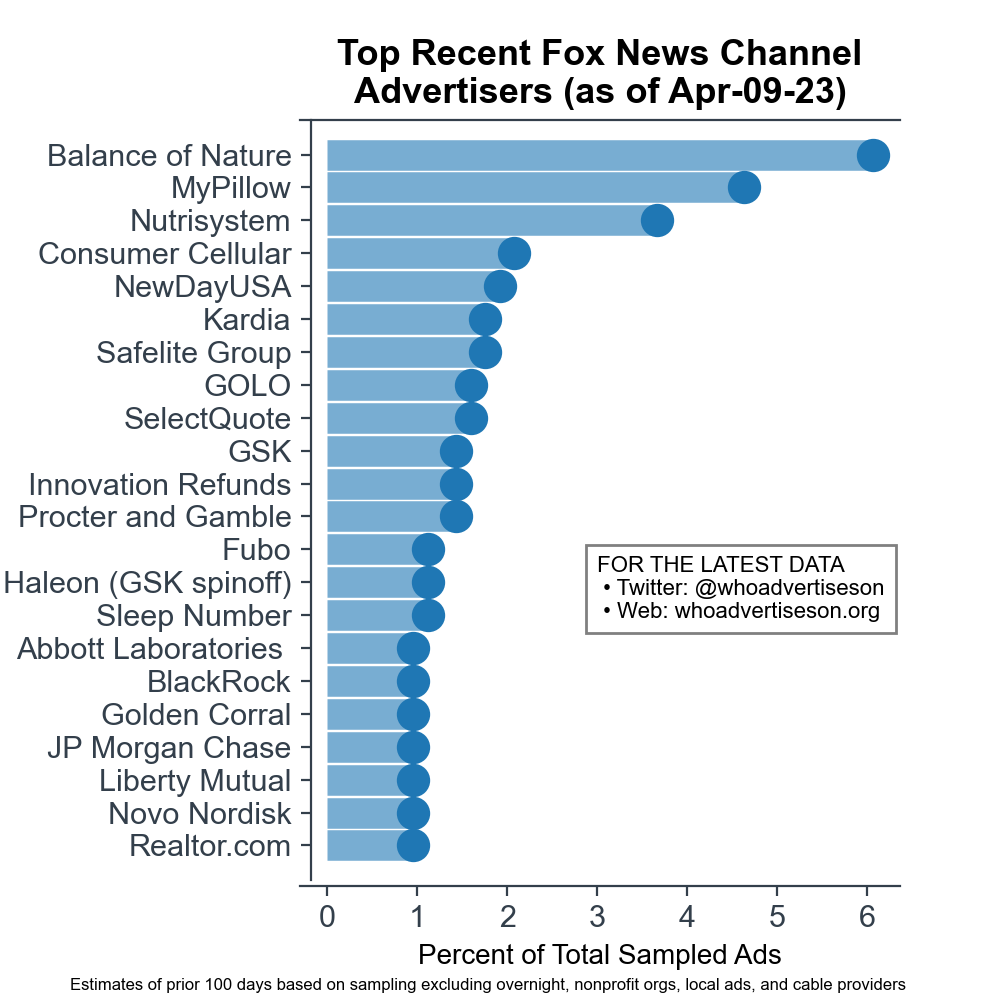 Top Recent Fox News Channel
Advertisers (as of Apr-09-23)
Balance of Nature
MyPillow
Nutrisystem
Consumer Cellular
NewDayUSA
Kardia
Safelite Group
GOLO
SelectQuote
GSK
Innovation Refunds
Procter and Gamble
Fubo
Haleon (GSK spinoff)
Sleep Number
Abbott Laboratories
BlackRock
Golden Corral
JP Morgan Chase
Liberty Mutual
Novo Nordisk
Realtor.com
FOR THE LATEST DATA
• Twitter: @whoadvertiseson
• Web: whoadvertiseson.org
0 1 2 3 4 5 6
Percent of Total Sampled Ads
Estimates of prior 100 days based on sampling excluding overnight, nonprofit orgs, local ads, and cable providers